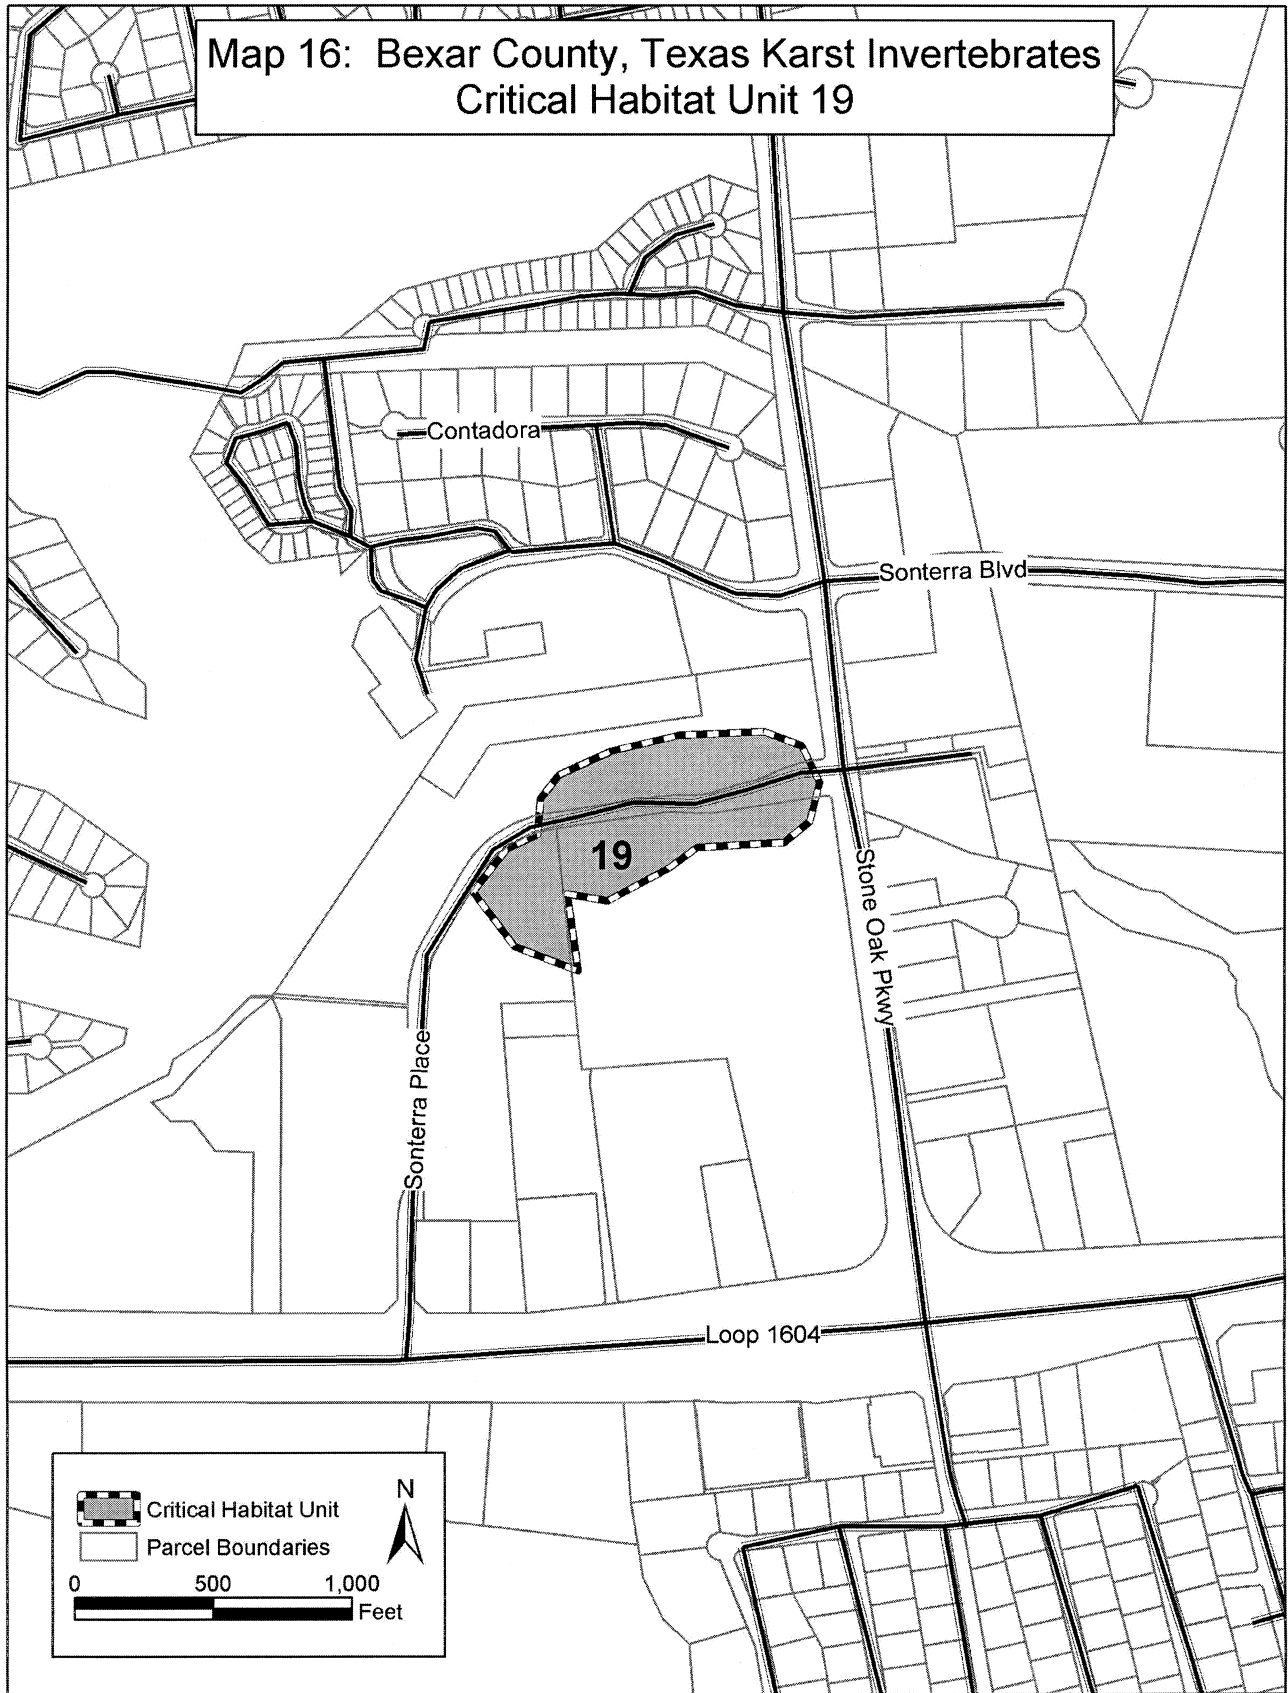 Map 16: Bexar County, Texas Karst Invertebrates
Critical Habitat Unit 19
Contadora
Sonterra Blvd
19
Stone Oak Pkwy
Sonterra Place
Loop 1604
Critical Habitat Unit
Parcel Boundaries
N
0 500 1,000
Feet